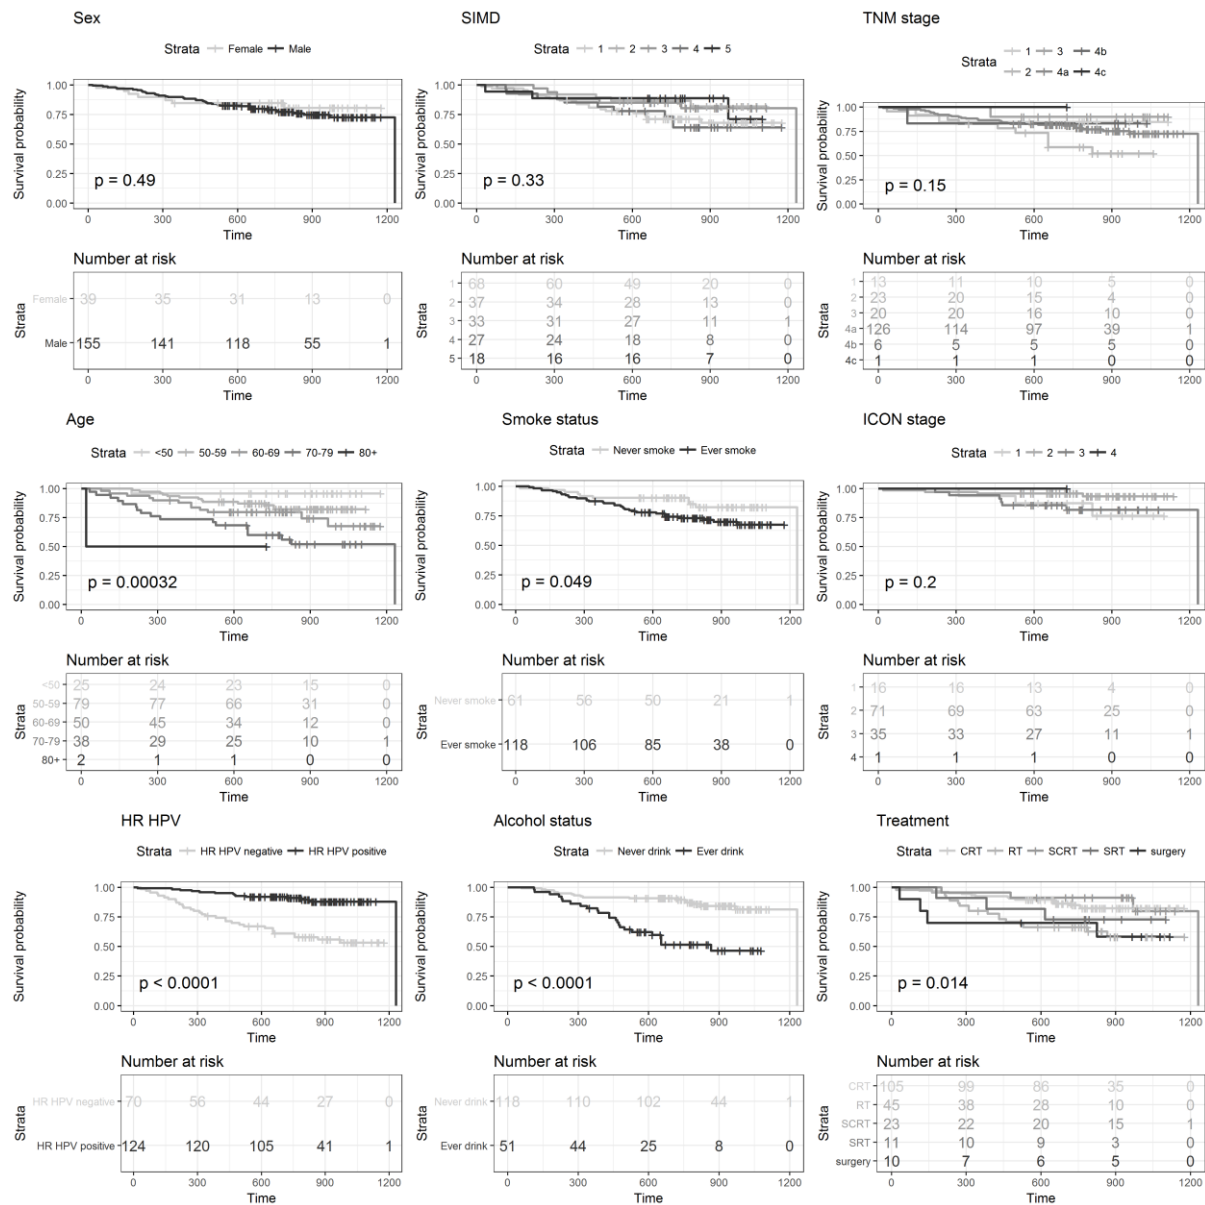 Sex
Strata Female Male
1.00
0.75
0.50
0.25
0.00
Survival probability
p = 0.49
0 300 600 900 1200
Time
Number at risk
Female 39 35 31 13 0
Male 155 141 118 55 1
Strata
0 300 600 900 1200
Time
SIMD
Strata 1 2 3 4 5
1.00
0.75
0.50
0.25
0.00
Survival probability
p = 0.33
0 300 600 900 1200
Time
Number at risk
1 68 60 49 20 0
2 37 34 28 13 0
3 33 31 27 11 1
4 27 24 18 8 0
5 18 16 16 7 0
Strata
0 300 600 900 1200
Time
TNM stage
Strata
1 3 4b
2 4a 4c
1.00
0.75
0.50
0.25
0.00
Survival probability
p = 0.15
0 300 600 900 1200
Time
Number at risk
1 13 11 10 5 0
2 23 20 15 4 0
3 20 20 16 10 0
4a 126 114 97 39 1
4b 6 5 5 5 0
4c 1 1 1 0 0
Strata
0 300 600 900 1200
Time
Age
Strata <50 50-59 60-69 70-79 80+
1.00
0.75
0.50
0.25
0.00
Survival probability
p = 0.00032
0 300 600 900 1200
Time
Number at risk
<50 25 24 23 15 0
50-59 79 77 66 31 0
60-69 50 45 34 12 0
70-79 38 29 25 10 1
80+ 2 1 1 0 0
Strata
0 300 600 900 1200
Time
Smoke status
Strata Never smoke Ever smoke
1.00
0.75
0.50
0.25
0.00
Survival probability
p = 0.049
0 300 600 900 1200
Time
Number at risk
Never smoke 61 56 50 21 1
Ever smoke 118 106 85 38 0
Strata
0 300 600 900 1200
Time
ICON stage
Strata 1 2 3 4
1.00
0.75
0.50
0.25
0.00
Survival probability
p = 0.2
0 300 600 900 1200
Time
Number at risk
1 16 16 13 4 0
2 71 69 63 25 0
3 35 33 27 11 1
4 1 1 1 0 0
Strata
0 300 600 900 1200
Time
HR HPV
Strata HR HPV negative HR HPV positive
1.00
0.75
0.50
0.25
0.00
Survival probability
p < 0.0001
0 300 600 900 1200
Time
Number at risk
HR HPV negative 70 56 44 27 0
HR HPV positive 124 120 105 41 1
Strata
0 300 600 900 1200
Time
Alcohol status
Strata Never drink Ever drink
1.00
0.75
0.50
0.25
0.00
Survival probability
p < 0.0001
0 300 600 900 1200
Time
Number at risk
Never drink 118 110 102 44 1
Ever drink 51 44 25 8 0
Strata
0 300 600 900 1200
Time
Treatment
Strata CRT RT SCRT SRT surgery
1.00
0.75
0.50
0.25
0.00
Survival probability
p = 0.014
0 300 600 900 1200
Time
Number at risk
CRT 105 99 86 35 0
RT 45 38 28 10 0
SCRT 23 22 20 15 1
SRT 11 10 9 3 0
surgery 10 7 6 5 0
Strata
0 300 600 900 1200
Time